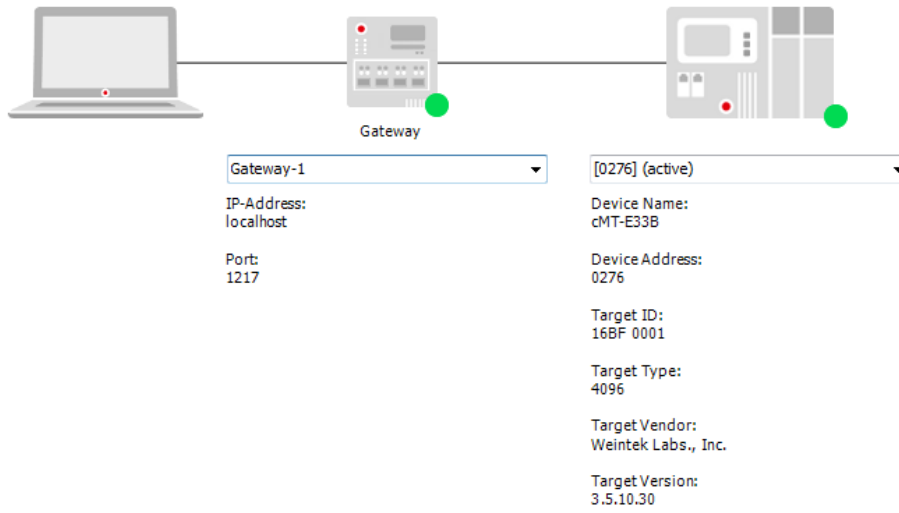 Gateway
Gateway-1
IP-Address:
localhost
Port:
1217
[0276] (active)
Device Name:
cMT-E33B
Device Address:
0276
Target ID:
16BF 0001
Target Type:
4096
Target Vendor:
Weintek Labs., Inc.
Target Version:
3.5.10.30